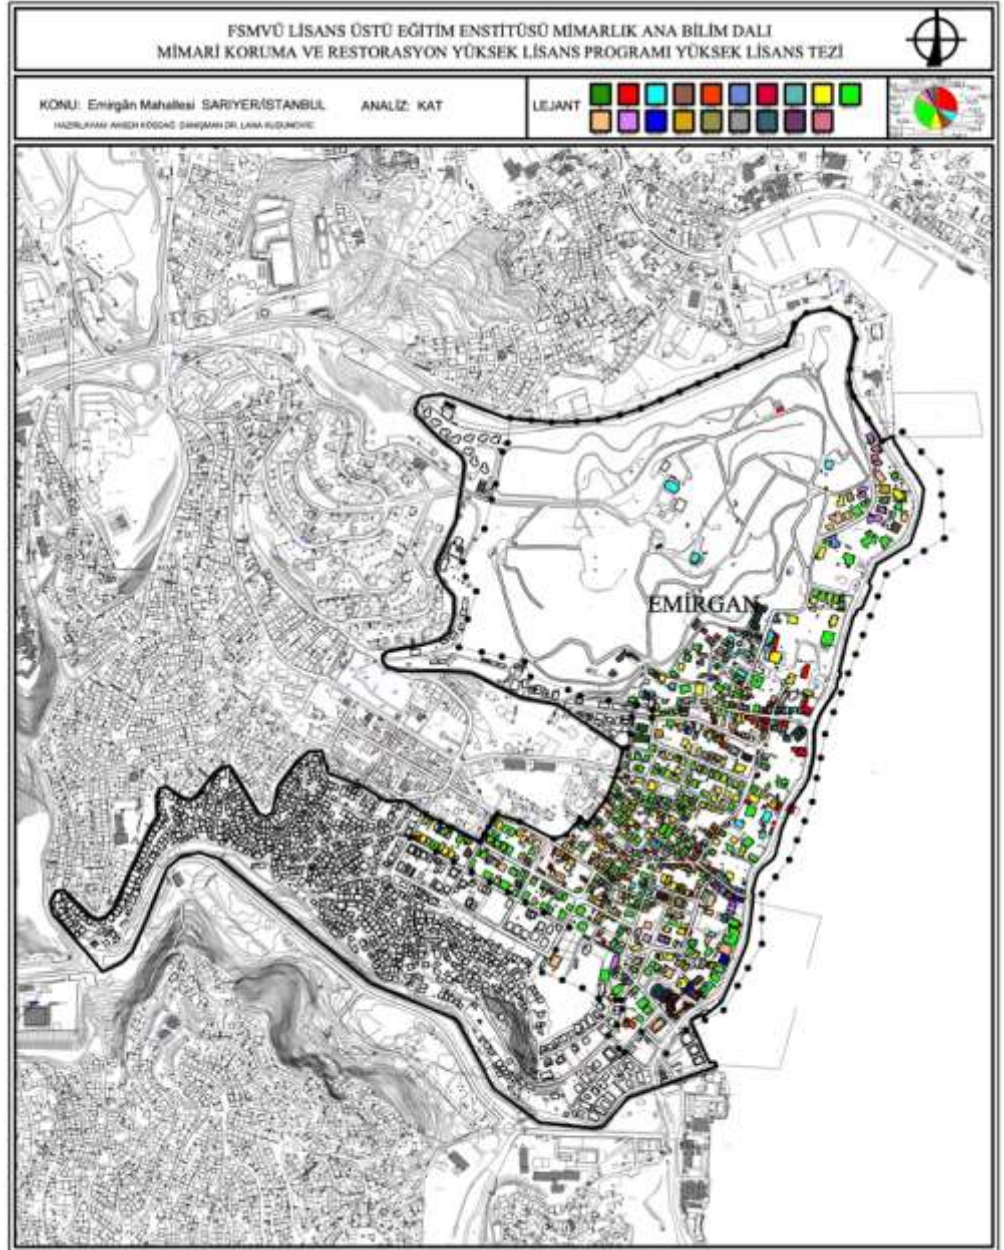 FSMVÜ LİSANS ÜSTÜ EĞİTİM ENSTİTÜSÜ MİMARLIK ANA BİLİM DALI
MİMARİ KORUMA VE RESTORASYON YÜKSEK LİSANS PROGRAMI YÜKSEK LİSANS TEZİ
KONU: Emirgân Mahallesi SARIYER/İSTANBUL ANALİZ: KAT LEJANT
EMİRGAN